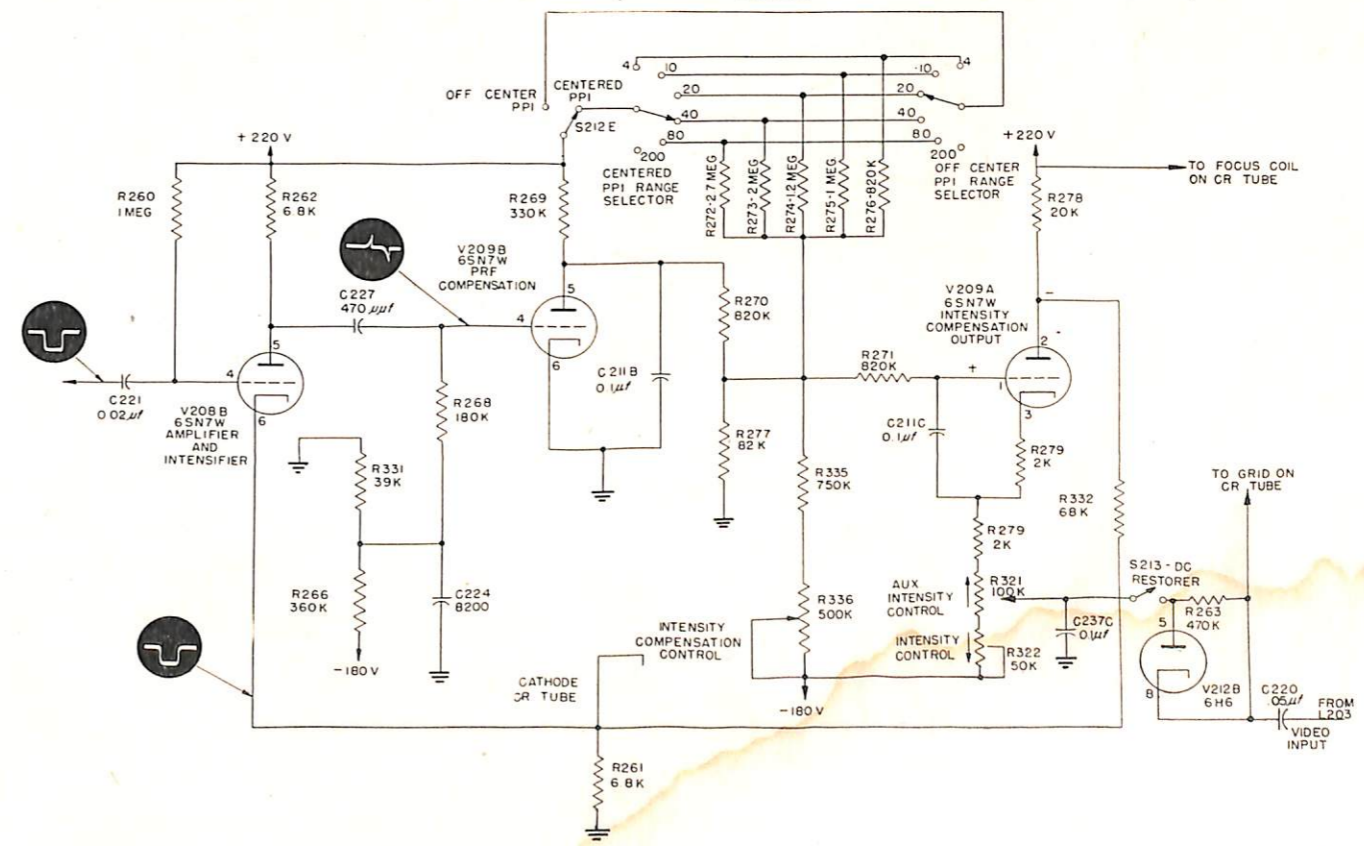 OFF CENTER
PPI
CENTERED
PPI
S212E
4
10
20
40
80
200
CENTERED
PPI RANGE
SELECTOR
4
10
20
40
80
200
OFF CENTER
PPI RANGE
SELECTOR
R272-2.7 MEG
R273-2 MEG
R274-1.2 MEG
R275-1 MEG
R276-820K
+220 V
TO FOCUS COIL
ON CR TUBE
+ 220 V
R260
1 MEG
R262
6.8K
R269
330 K
R278
20K
V209B
6SN7W
PRF
COMPENSATION
C227
470 µµf
4
5
6
C211B
0.1µf
R270
820K
V209A
6SN7W
INTENSITY
COMPENSATION
OUTPUT
-
2
+
1
3
R271
820K
5
4
6
C221
0.02µf
V208B
6SN7W
AMPLIFIER
AND
INTENSIFIER
R268
180K
R277
82K
C211C
0.1µf
R279
2K
R331
39K
R335
750K
R332
68K
TO GRID ON
CR TUBE
R279
2K
R266
360K
C224
8200
R336
500K
AUX
INTENSITY
CONTROL
R321
100K
S213-DC
RESTORER
R263
470K
5
C237C
0.1µf
INTENSITY
COMPENSATION
CONTROL
INTENSITY
CONTROL
R322
50K
-180V
CATHODE
CR TUBE
-180V
8
V212B
6H6
C220
.05µf
FROM
L203
VIDEO
INPUT
R261
6.8K